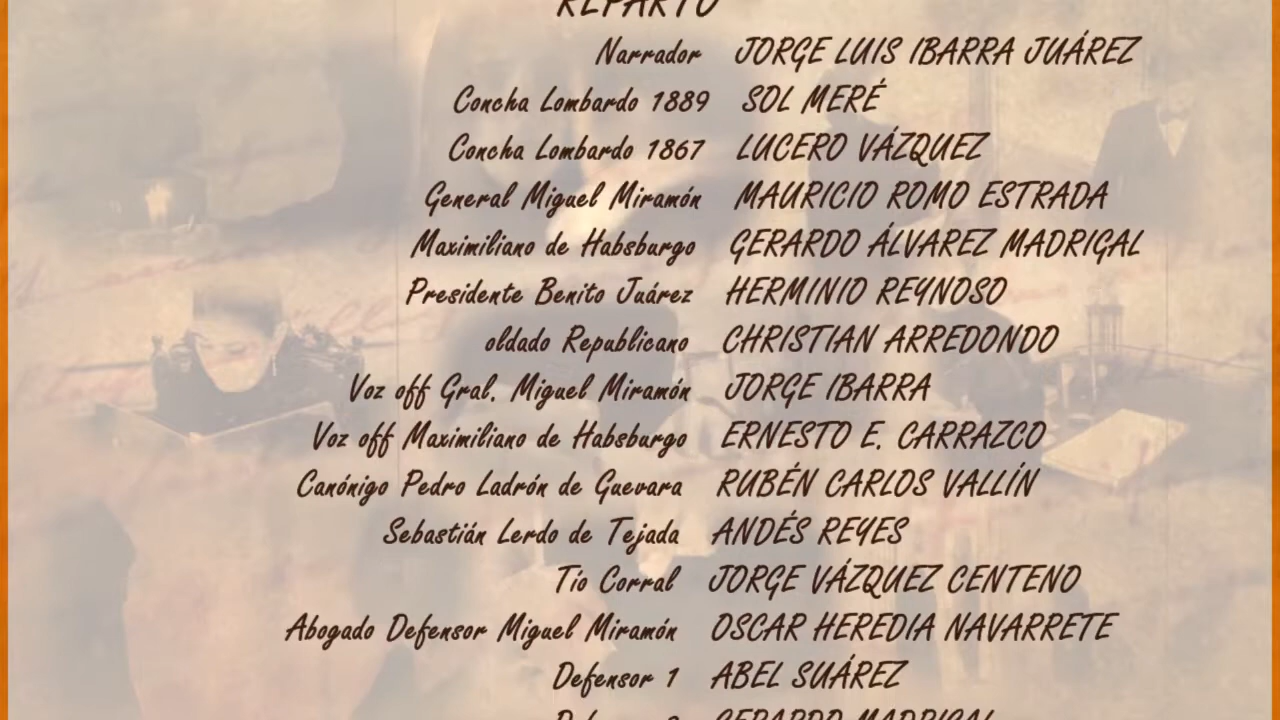 REPARTO
Narrador JORGE LUIS IBARRA JUÁREZ
Concha Lombardo 1889 SOL MERÉ
Concha Lombardo 1867 LUCERO VÁZQUEZ
General Miguel Miramón MAURICIO ROMO ESTRADA
Maximiliano de Habsburgo GERARDO ÁLVAREZ MADRIGAL
Presidente Benito Juárez HERMINIO REYNOSO
oldado Republicano CHRISTIAN ARREDONDO
Voz off Gral. Miguel Miramón JORGE IBARRA
Voz off Maximiliano de Habsburgo ERNESTO E. CARRAZCO
Canónigo Pedro Ladrón de Guevara RUBÉN CARLOS VALLÍN
Sebastián Lerdo de Tejada ANDÉS REYES
Tío Corral JORGE VÁZQUEZ CENTENO
Abogado Defensor Miguel Miramón OSCAR HEREDIA NAVARRETE
Defensor 1 ABEL SUÁREZ
GERARDO MADRIGAL